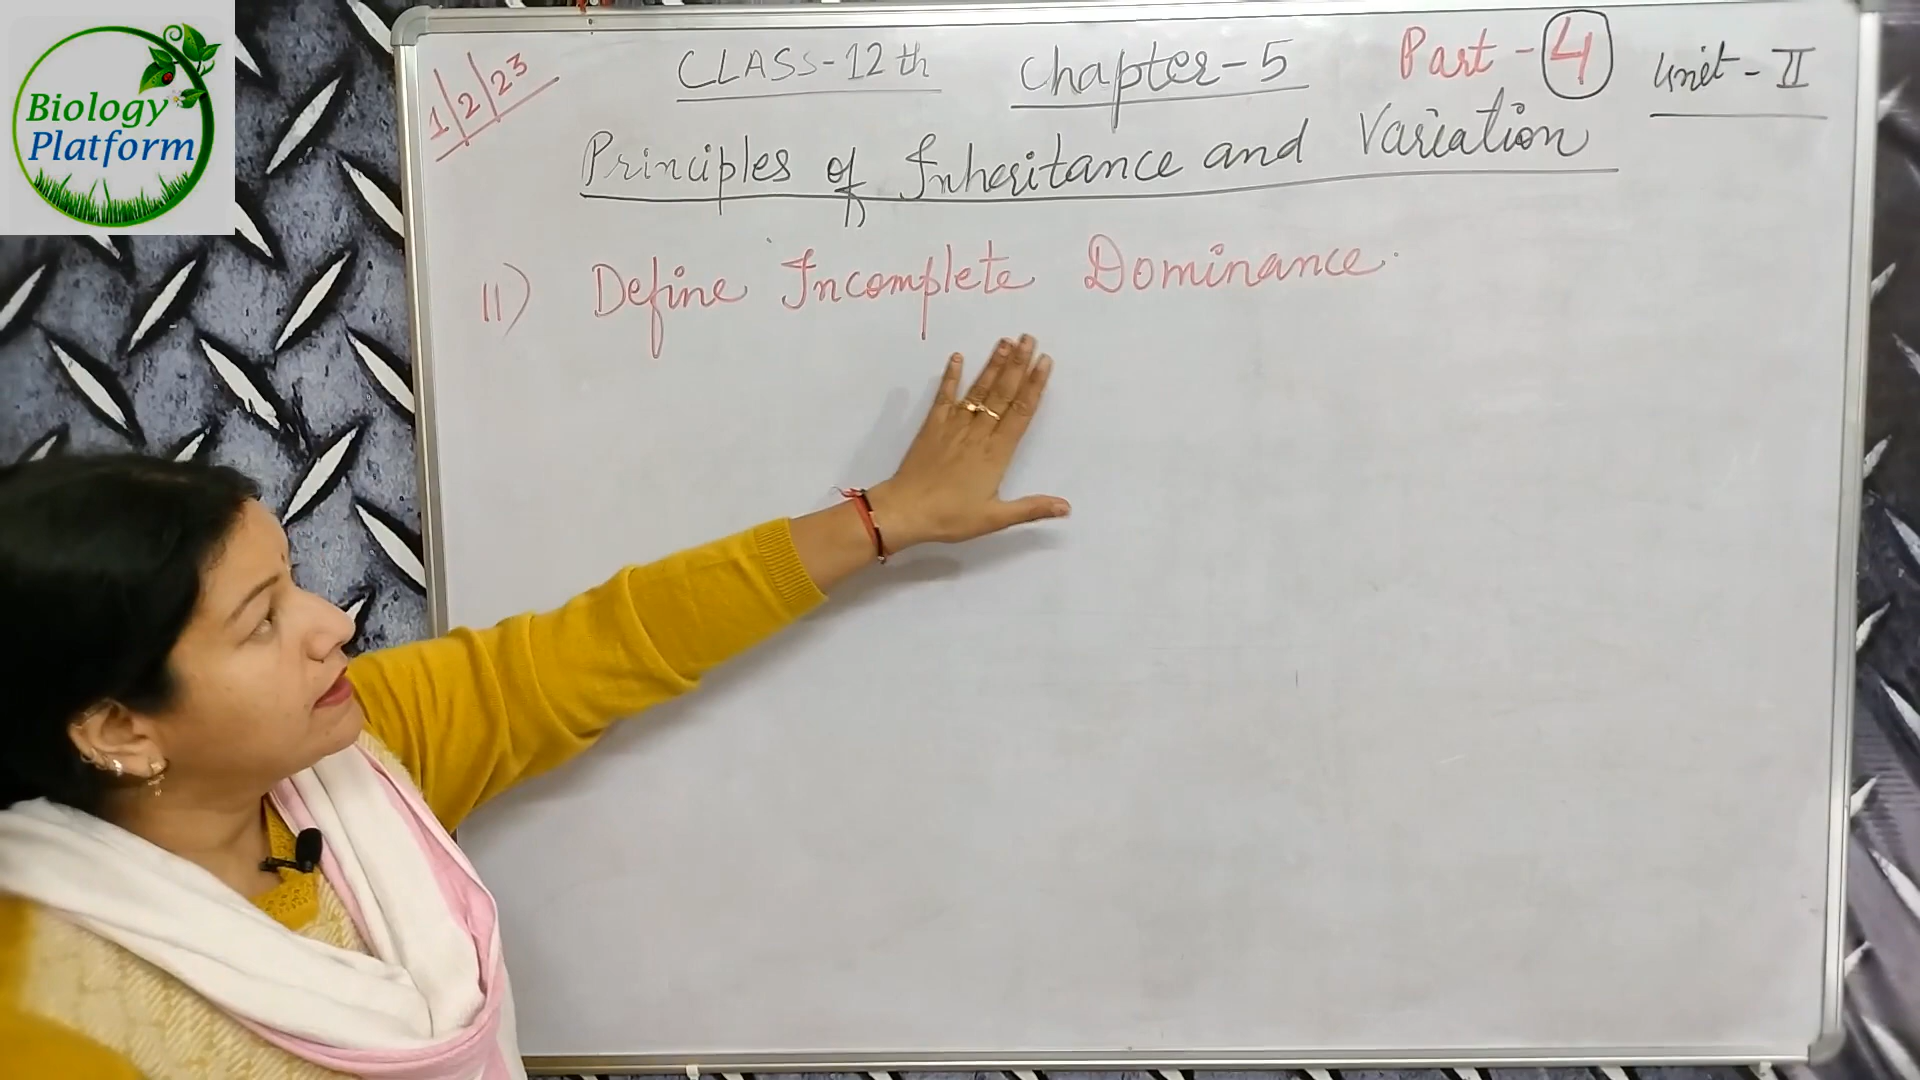 Biology
Platform
1/2/23
CLASS-12th Chapter-5 Part-4 Unit-II
Principles of Inheritance and Variation
11) Define Incomplete Dominance.